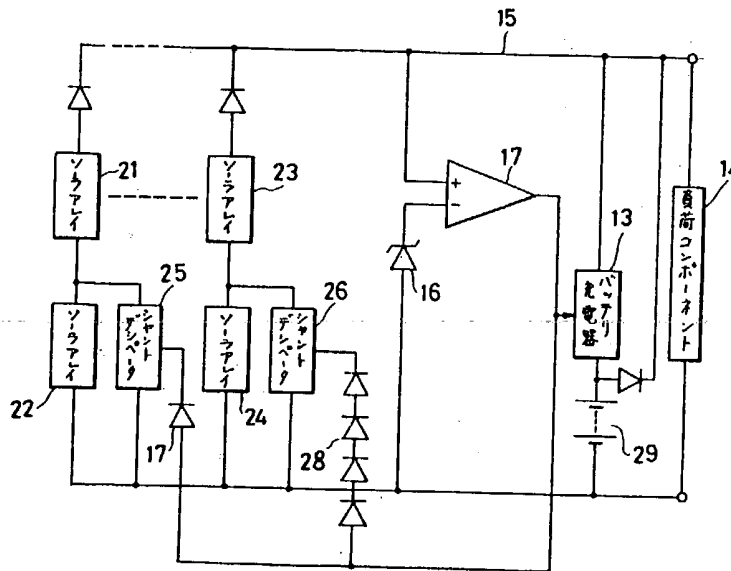 15
21
ソーラアレイ
23
ソーラアレイ
17
+
-
14
負荷コンポーネント
13
バッテリ充電器
16
25
シャントデシペータ
26
シャントデシペータ
ソーラアレイ
22
ソーラアレイ
24
17
28
29